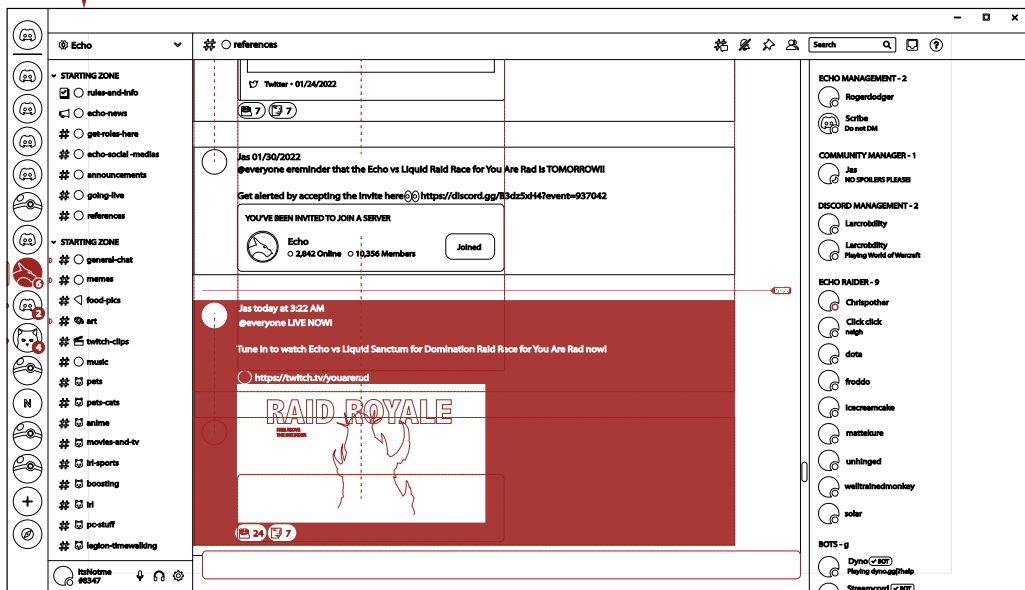 Echo
# references
Search
?
STARTING ZONE
rules-and-info
echo-news
# get-roles-here
# echo-social -medias
# announcements
# going-live
# references
STARTING ZONE
# general-chat
# memes
# food-pics
# art
# twitch-clips
# music
# pets
# pets-cats
# anime
# movies-and-tv
# irl-sports
# boosting
# irl
# pc-stuff
# legion-timewalking
ItsNotme
#8347
6
2
4
N
+
Twitter • 01/24/2022
7 7
Jas 01/30/2022
@everyone ereminder that the Echo vs Liquid Raid Race for You Are Rad is TOMORROW!!
Get alerted by accepting the invite here https://discord.gg/B3dz5xH4?event=937042
YOU'VE BEEN INVITED TO JOIN A SERVER
Echo
2,842 Online 10,356 Members
Joined
Jas today at 3:22 AM
@everyone LIVE NOW!
Tune in to watch Echo vs Liquid Sanctum for Domination Raid Race for You Are Rad now!
https://twitch.tv/youarerad
RAID ROYALE
24 7
ECHO MANAGEMENT - 2
Rogerdodger
Scribe
Do not DM
COMMUNITY MANAGER - 1
Jas
NO SPOILERS PLEASE!
DISCORD MANAGEMENT - 2
Larcroixdlity
Larcroixdlity
Playing World of Warcraft
ECHO RAIDER - 9
Chrispother
Click click
neigh
dota
froddo
icecreamcake
mattekure
unhinged
welltrainedmonkey
solar
BOTS - g
Dyno ✓ BOT
Playing dyno.gg|?help
Streamcord ✓ BOT